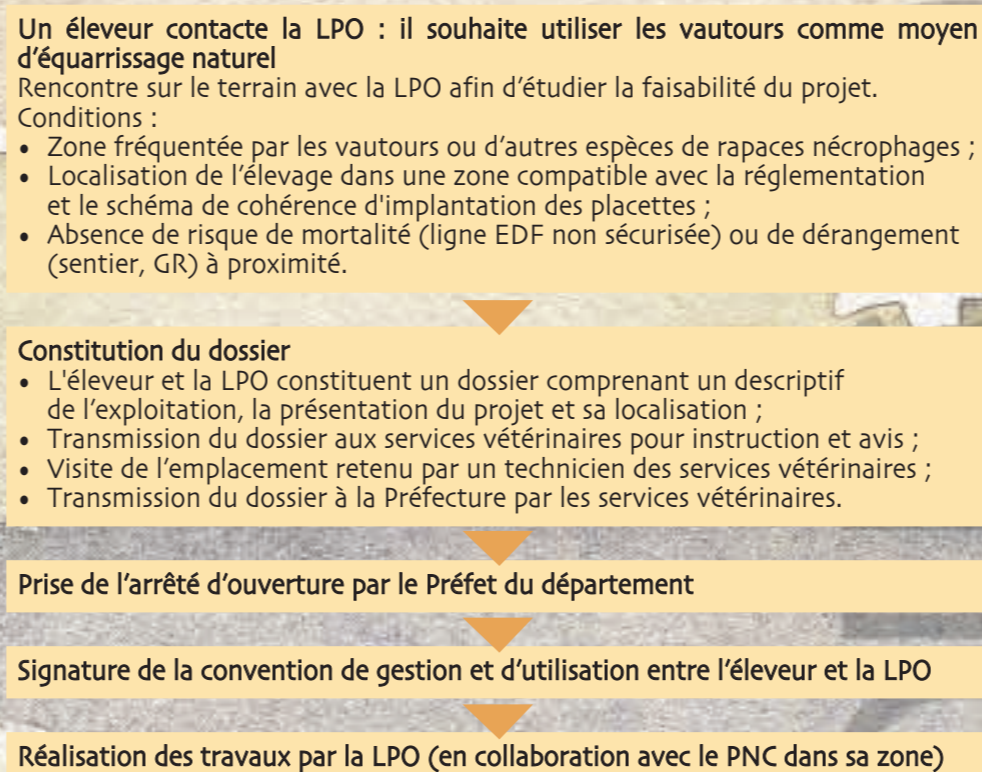 Un éleveur contacte la LPO : il souhaite utiliser les vautours comme moyen
d’équarrissage naturel
Rencontre sur le terrain avec la LPO afin d’étudier la faisabilité du projet.
Conditions :
• Zone fréquentée par les vautours ou d’autres espèces de rapaces nécrophages ;
• Localisation de l’élevage dans une zone compatible avec la réglementation
et le schéma de cohérence d'implantation des placettes ;
• Absence de risque de mortalité (ligne EDF non sécurisée) ou de dérangement
(sentier, GR) à proximité.
Constitution du dossier
• L'éleveur et la LPO constituent un dossier comprenant un descriptif
de l’exploitation, la présentation du projet et sa localisation ;
• Transmission du dossier aux services vétérinaires pour instruction et avis ;
• Visite de l’emplacement retenu par un technicien des services vétérinaires ;
• Transmission du dossier à la Préfecture par les services vétérinaires.
Prise de l’arrêté d’ouverture par le Préfet du département
Signature de la convention de gestion et d’utilisation entre l’éleveur et la LPO
Réalisation des travaux par la LPO (en collaboration avec le PNC dans sa zone)